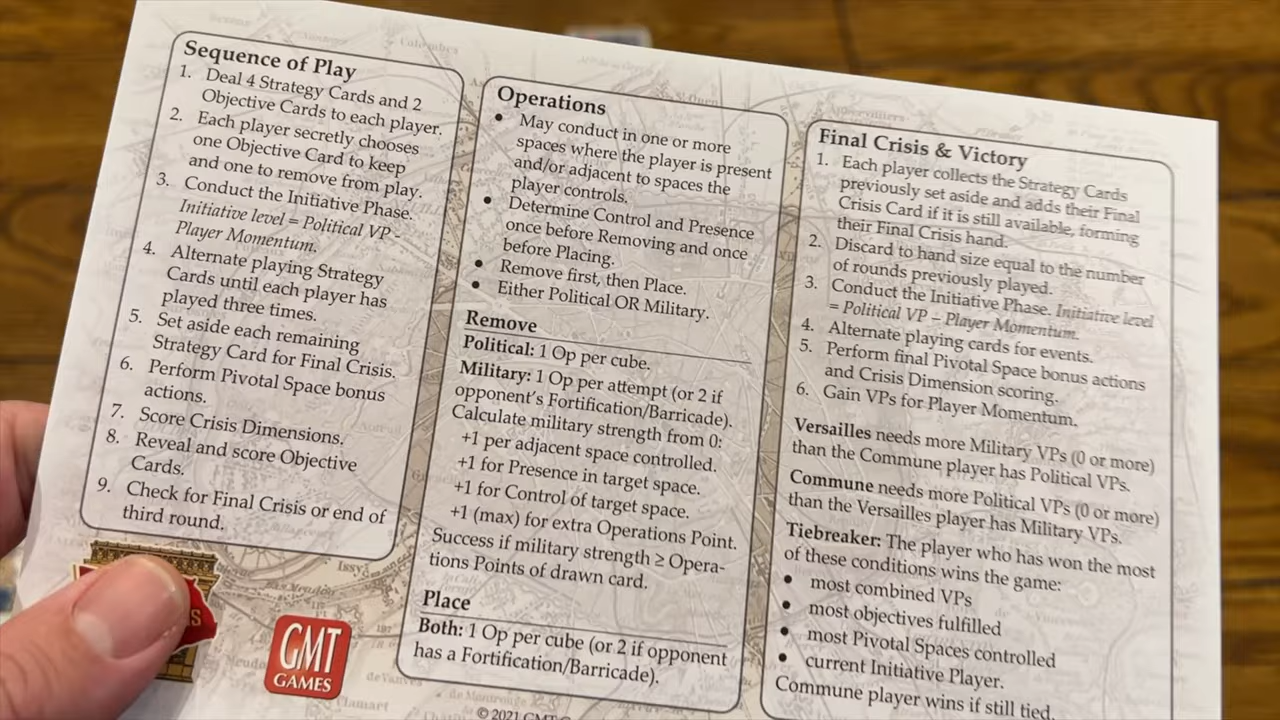 Sequence of Play
1. Deal 4 Strategy Cards and 2
Objective Cards to each player.
2. Each player secretly chooses
one Objective Card to keep
and one to remove from play.
3. Conduct the Initiative Phase.
Initiative level = Political VP -
Player Momentum.
4. Alternate playing Strategy
Cards until each player has
played three times.
5. Set aside each remaining
Strategy Card for Final Crisis.
6. Perform Pivotal Space bonus
actions.
7. Score Crisis Dimensions.
8. Reveal and score Objective
Cards.
9. Check for Final Crisis or end of
third round.
GMT
GAMES
Operations
• May conduct in one or more
spaces where the player is present
and/or adjacent to spaces the
player controls.
• Determine Control and Presence
once before Removing and once
before Placing.
• Remove first, then Place.
• Either Political OR Military.
Remove
Political: 1 Op per cube.
Military: 1 Op per attempt (or 2 if
opponent's Fortification/Barricade).
Calculate military strength from 0:
+1 per adjacent space controlled.
+1 for Presence in target space.
+1 for Control of target space.
+1 (max) for extra Operations Point.
Success if military strength ≥ Opera-
tions Points of drawn card.
Place
Both: 1 Op per cube (or 2 if opponent
has a Fortification/Barricade).
© 2021 GMT
Final Crisis & Victory
1. Each player collects the Strategy Cards
previously set aside and adds their Final
Crisis Card if it is still available, forming
their Final Crisis hand.
2. Discard to hand size equal to the number
of rounds previously played.
3. Conduct the Initiative Phase. Initiative level
= Political VP – Player Momentum.
4. Alternate playing cards for events.
5. Perform final Pivotal Space bonus actions
and Crisis Dimension scoring.
6. Gain VPs for Player Momentum.
Versailles needs more Military VPs (0 or more)
than the Commune player has Political VPs.
Commune needs more Political VPs (0 or more)
than the Versailles player has Military VPs.
Tiebreaker: The player who has won the most
of these conditions wins the game:
• most combined VPs
• most objectives fulfilled
• most Pivotal Spaces controlled
• current Initiative Player.
Commune player wins if still tied.
Colombes
Issy
Clamart
de Vanves
de Montrouge